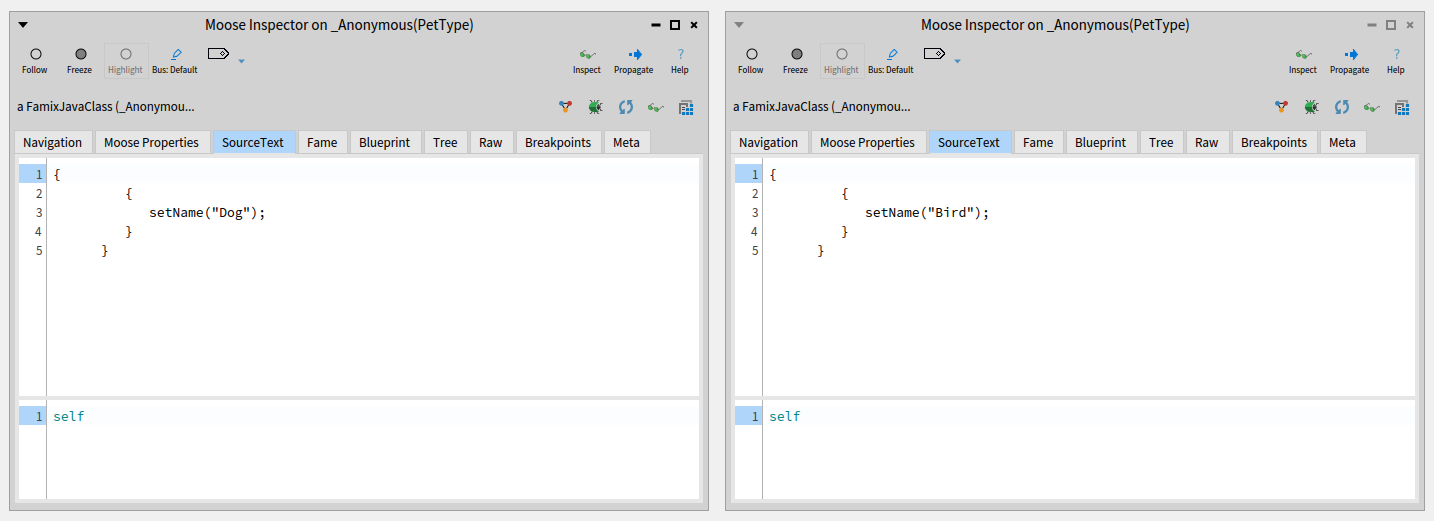 Moose Inspector on _Anonymous(PetType)
Follow Freeze Highlight Bus: Default Inspect Propagate Help
a FamixJavaClass (_Anonymou...
Navigation Moose Properties SourceText Fame Blueprint Tree Raw Breakpoints Meta
1 {
2 {
3 setName("Dog");
4 }
5 }
1 self
Moose Inspector on _Anonymous(PetType)
Follow Freeze Highlight Bus: Default Inspect Propagate ? Help
a FamixJavaClass (_Anonymou...
Navigation Moose Properties SourceText Fame Blueprint Tree Raw Breakpoints Meta
1 {
2 {
3 setName("Bird");
4 }
5 }
1 self